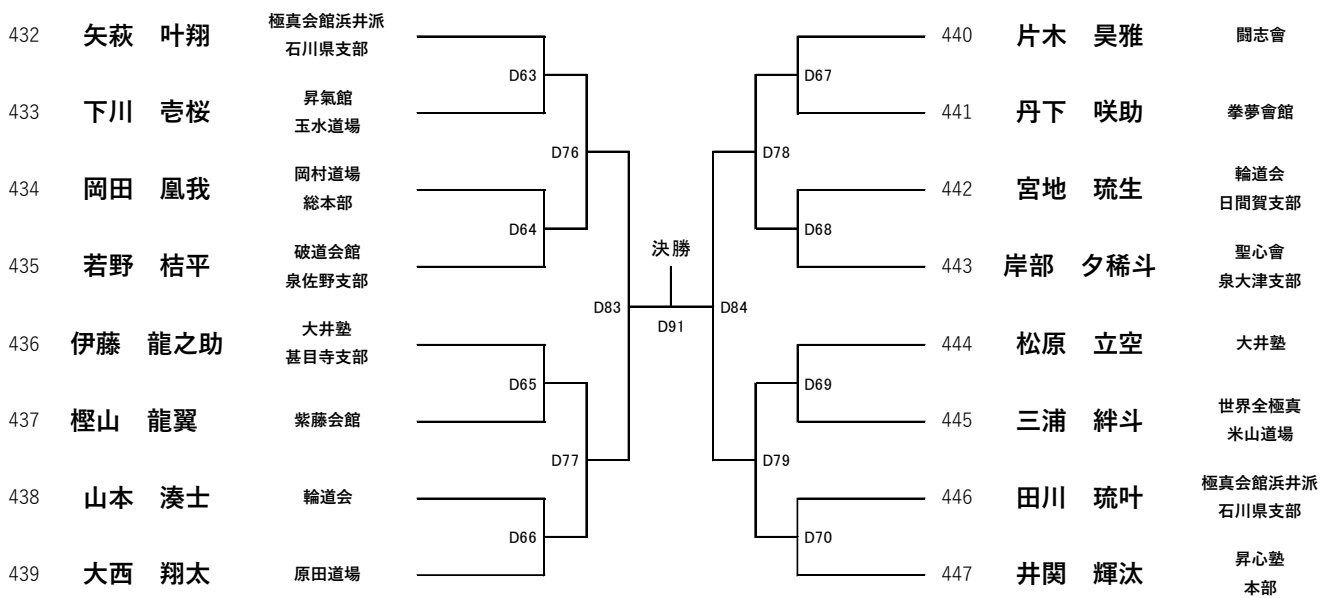 432 矢萩 叶翔 極真会館浜井派
石川県支部
D63
433 下川 壱桜 昇氣館
玉水道場
D76
434 岡田 凰我 岡村道場
総本部
D64
435 若野 桔平 破道会館
泉佐野支部
D83
436 伊藤 龍之助 大井塾
甚目寺支部
D65
437 樫山 龍翼 紫藤会館
D77
438 山本 湊士 輪道会
D66
439 大西 翔太 原田道場
決勝
D91
440 片木 昊雅 闘志會
D67
441 丹下 咲助 拳夢會館
D78
442 宮地 琉生 輪道会
日間賀支部
D68
443 岸部 夕稀斗 聖心會
泉大津支部
D84
444 松原 立空 大井塾
D69
445 三浦 絆斗 世界全極真
米山道場
D79
446 田川 琉叶 極真会館浜井派
石川県支部
D70
447 井関 輝汰 昇心塾
本部